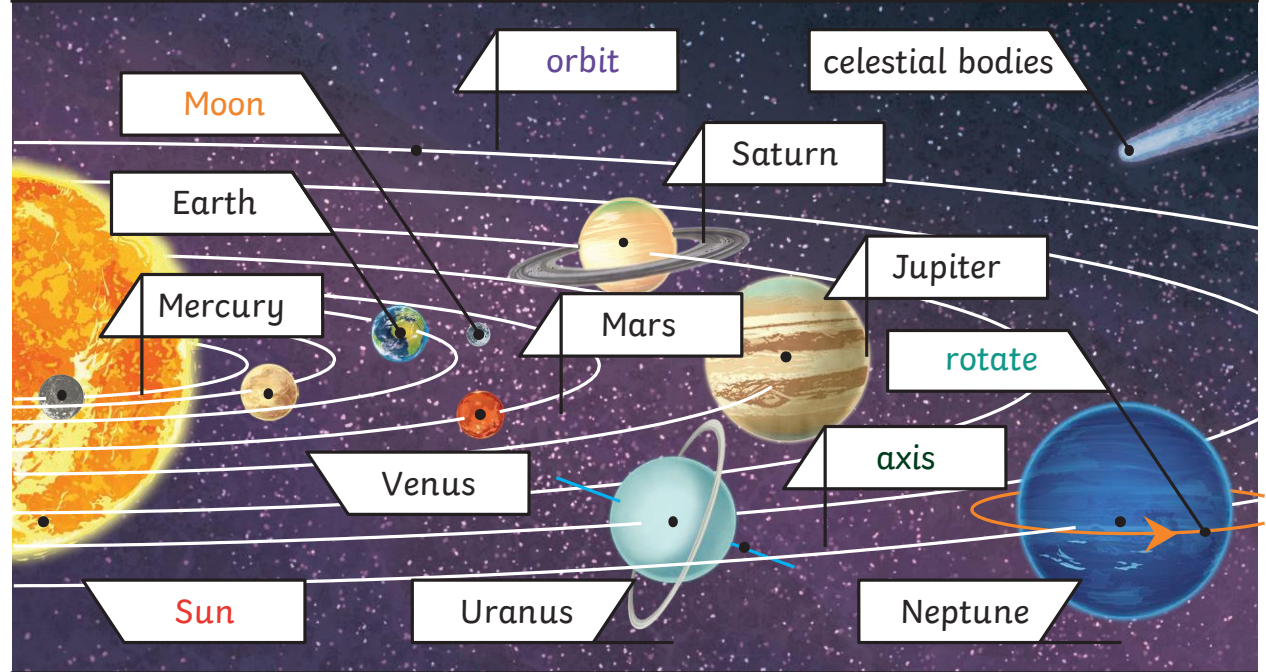 orbit
celestial bodies
Moon
Saturn
Earth
Jupiter
Mercury
Mars
rotate
axis
Venus
Sun
Uranus
Neptune